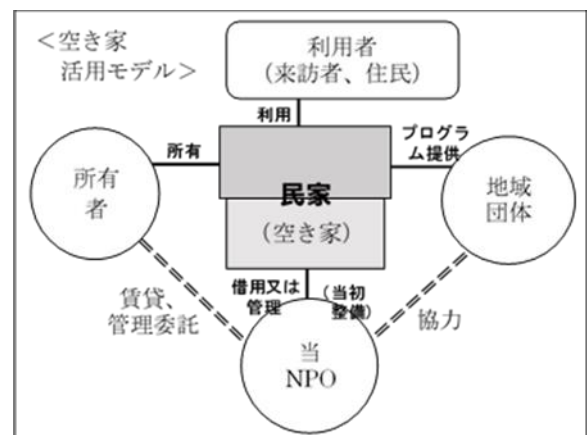 ＜空き家
活用モデル＞
利用者
（来訪者、住民）
利用
所有
プログラ
ム提供
所有
者
民家
（空き家）
地域
団体
借用又は
管理
（当初
整備）
賃貸、
管理委託
協力
当
NPO